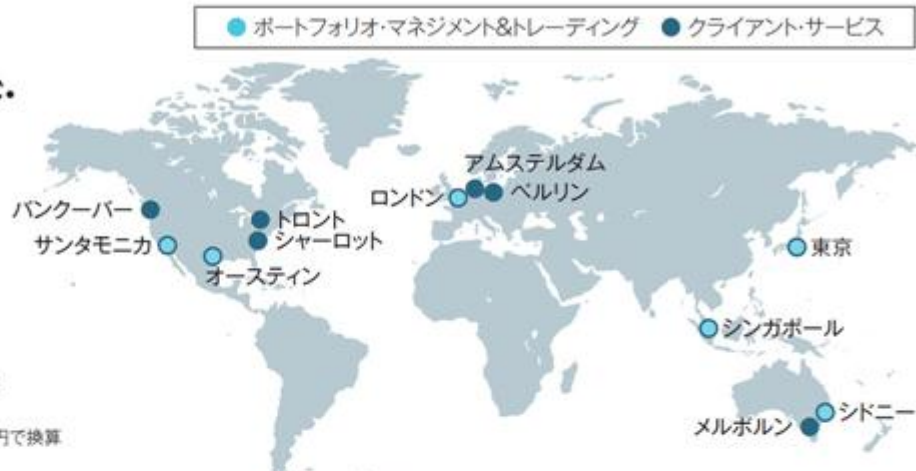 ポートフォリオ・マネジメント&トレーディング
クライアント・サービス
アムステルダム
ロンドン
ベルリン
バンクーバー
トロント
サンタモニカ
シャーロット
オースティン
東京
シンガポール
シドニー
メルボルン
円で換算